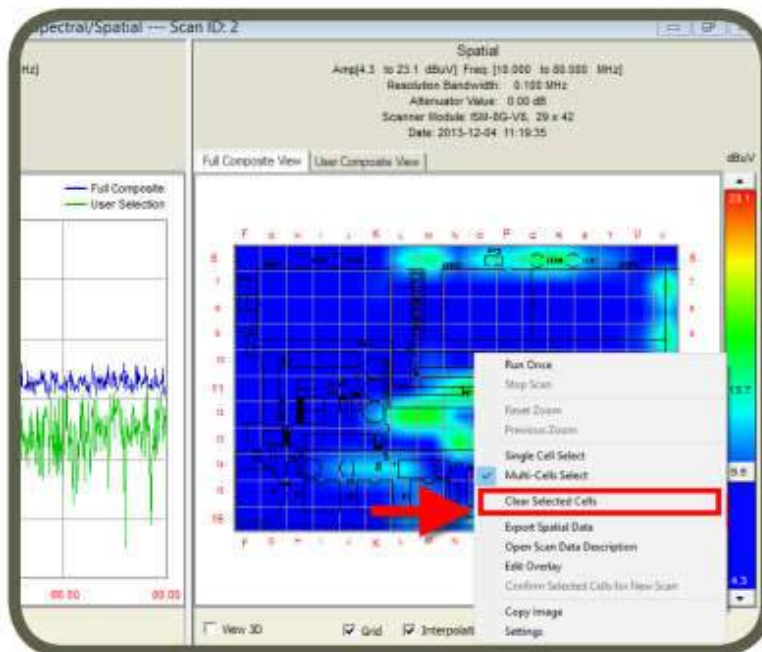 Spectral/Spatial --- Scan ID: 2
Hz]
Spatial
Amp[4.3 to 23.1 dBuV] Freq [10.000 to 80.000 MHz]
Resolution Bandwidth: 0.100 MHz
Attenuator Value: 0.00 dB
Scanner Module: ISM-8G-V8, 29 x 42
Date: 2013-12-04 11:19:35
Full Composite View
User Composite View
dBuV
Full Composite
User Selection
23.1
13.7
4.3
Run Once
Stop Scan
Reset Zoom
Previous Zoom
Single Cell Select
Multi-Cells Select
Clear Selected Cells
Export Spatial Data
Open Scan Data Description
Edit Overlay
Confirm Selected Cells for New Scan
Copy Image
Settings
View 3D
Grid